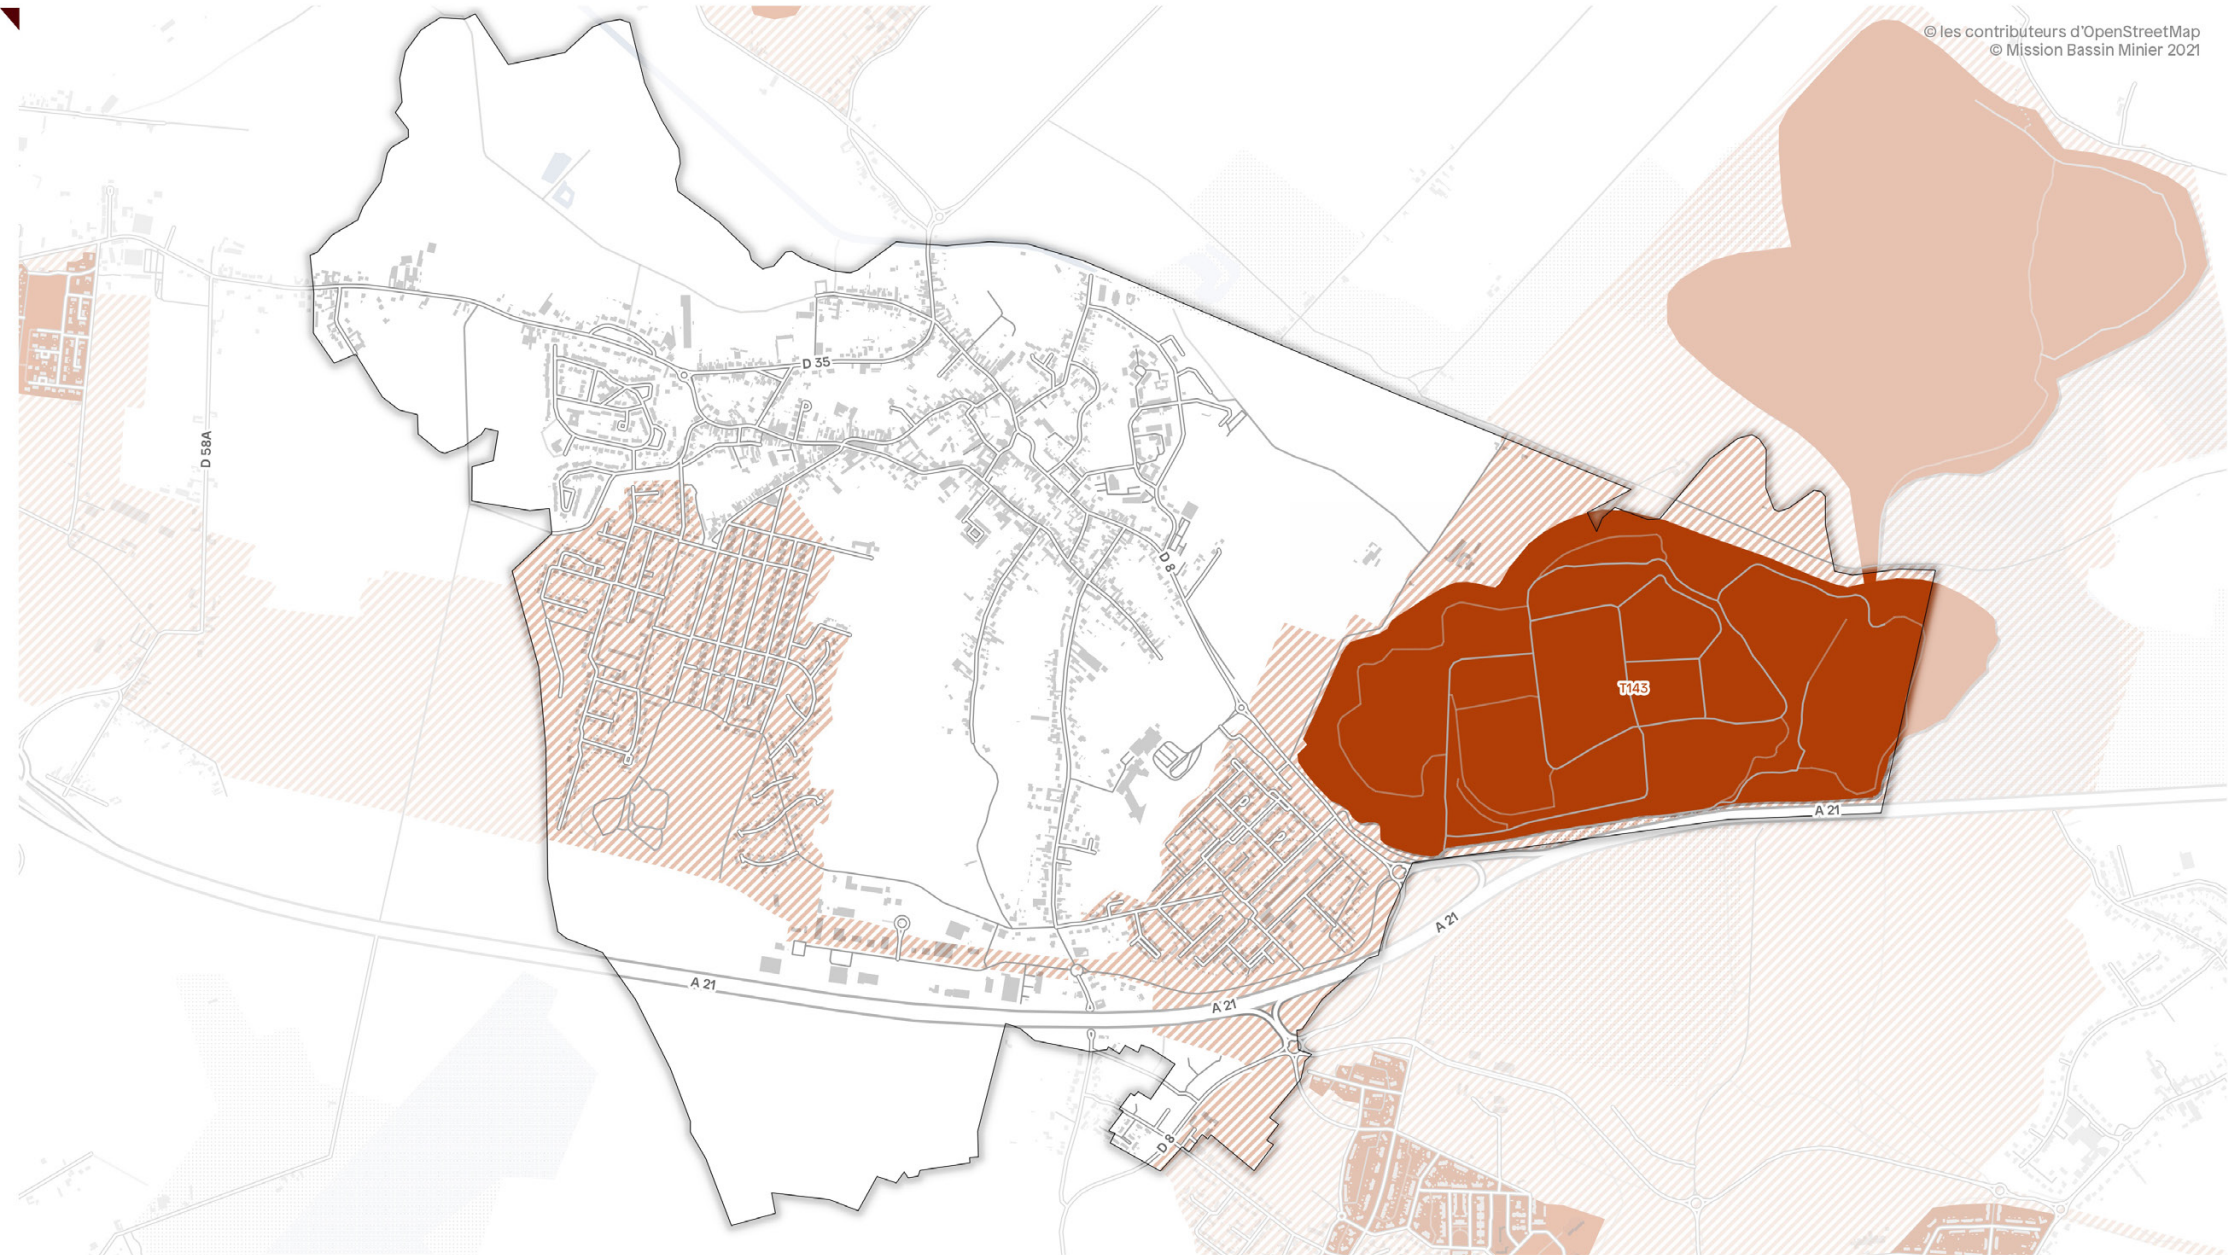 © les contributeurs d'OpenStreetMap
© Mission Bassin Minier 2021
D 35
D 58A
D 8
T143
A 21
A 21
A 21
A 21
D 8